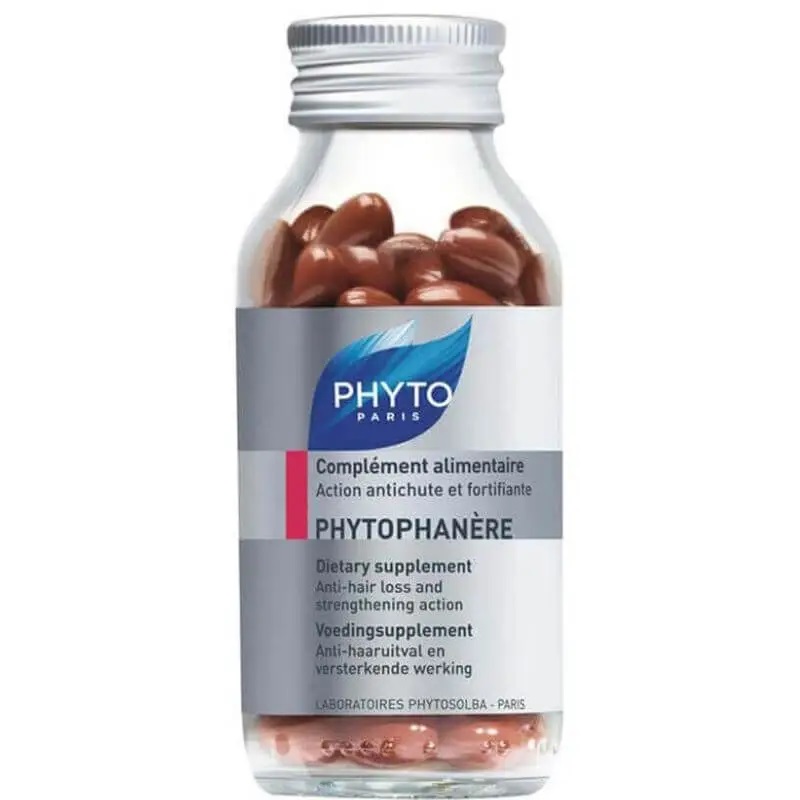 PHYTO
PARIS
Complément alimentaire
Action antichute et fortifiante
PHYTOPHANÈRE
Dietary supplement
Anti-hair loss and
strengthening action
Voedingsupplement
Anti-haaruitval en
versterkende werking
LABORATOIRES PHYTOSOLBA - PARIS